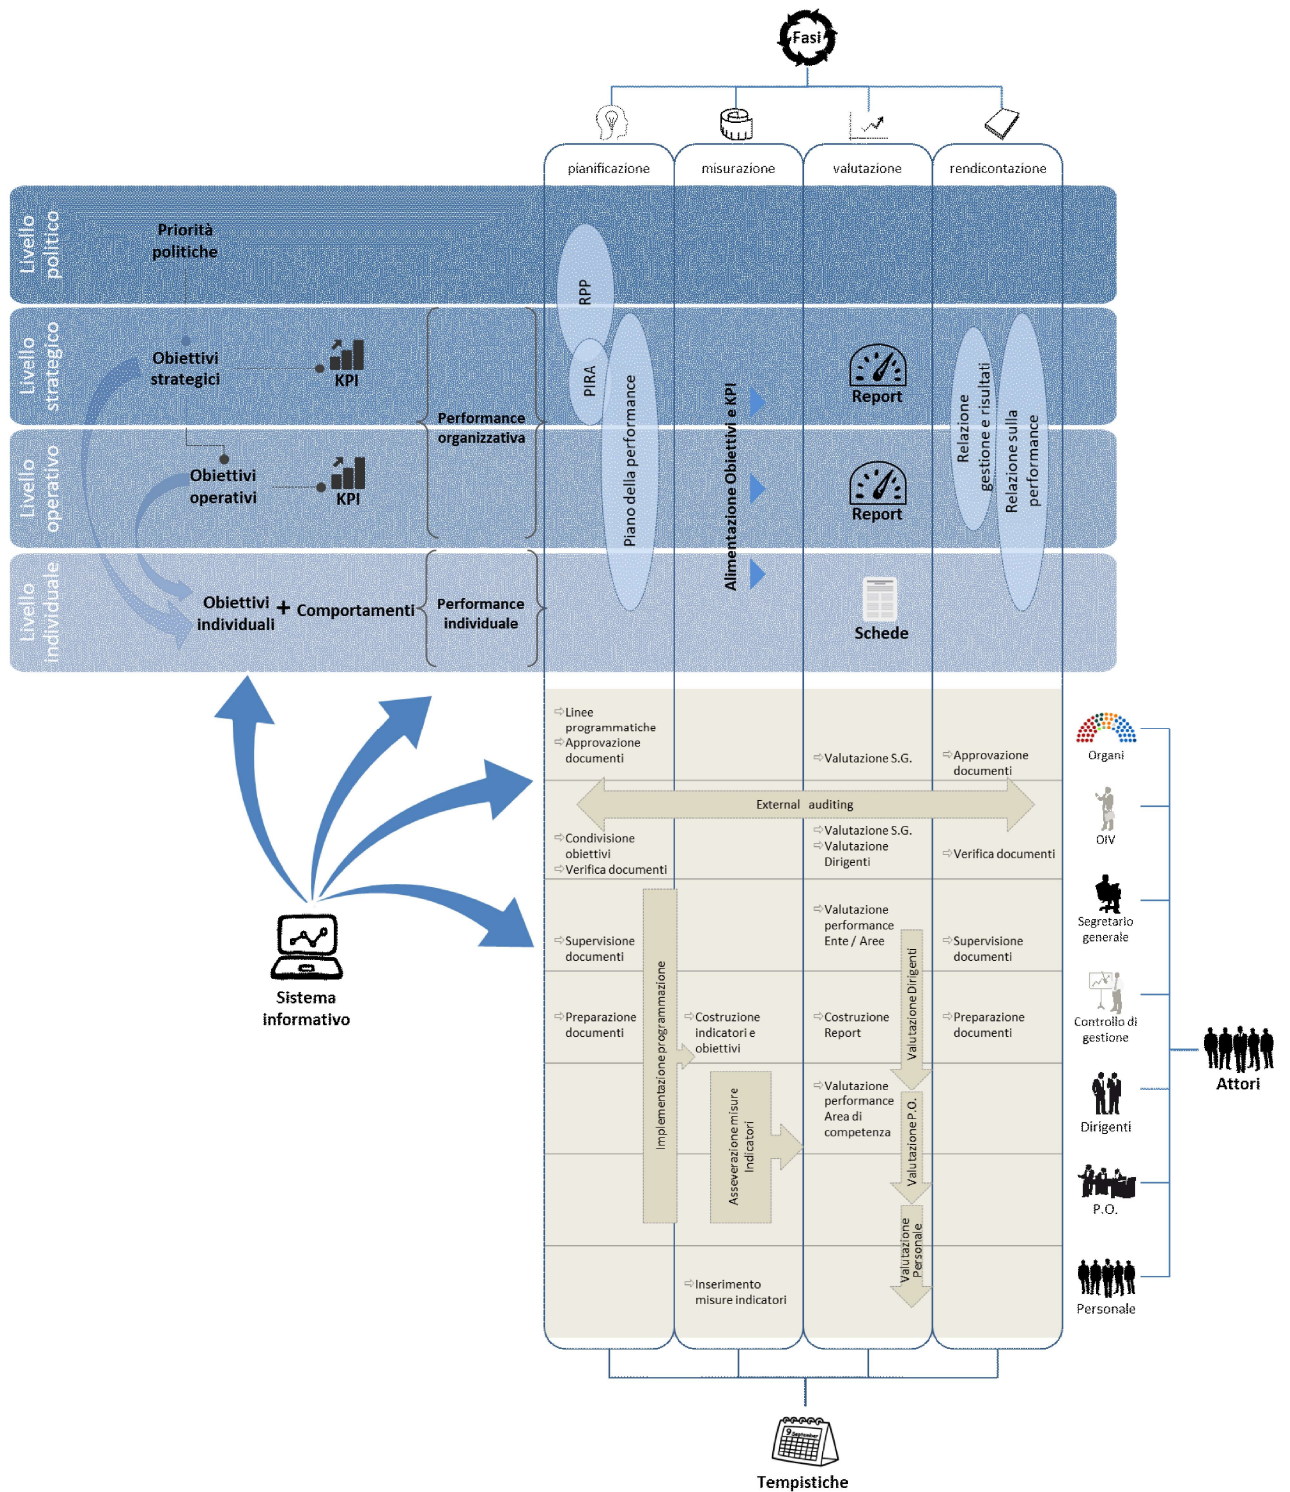 Fasi
pianificazione
misurazione
valutazione
rendicontazione
Livello
politico
Priorità
politiche
RPP
Livello
strategico
Obiettivi
strategici
KPI
Performance
organizzativa
PIRA
Piano della performance
Alimentazione Obiettivi e KPI
Report
Relazione
gestione e risultati
Relazione sulla
performance
Livello
operativo
Obiettivi
operativi
KPI
Report
Livello
individuale
Obiettivi
individuali
+
Comportamenti
Performance
individuale
Schede
Linee
programmatiche
Approvazione
documenti
Valutazione S.G.
Approvazione
documenti
Organi
External auditing
Condivisione
obiettivi
Verifica documenti
Valutazione S.G.
Valutazione
Dirigenti
Verifica documenti
OIV
Supervisione
documenti
Valutazione
performance
Ente / Aree
Supervisione
documenti
Segretario
generale
Implementazione programmazione
Valutazione Dirigenti
Sistema
informativo
Preparazione
documenti
Costruzione
indicatori e
obiettivi
Costruzione
Report
Preparazione
documenti
Controllo di
gestione
Attori
Asseverazione misure
Indicatori
Valutazione
performance
Area di
competenza
Valutazione P.O.
Dirigenti
P.O.
Valutazione
Personale
Inserimento
misure indicatori
Personale
9 September
Tempistiche